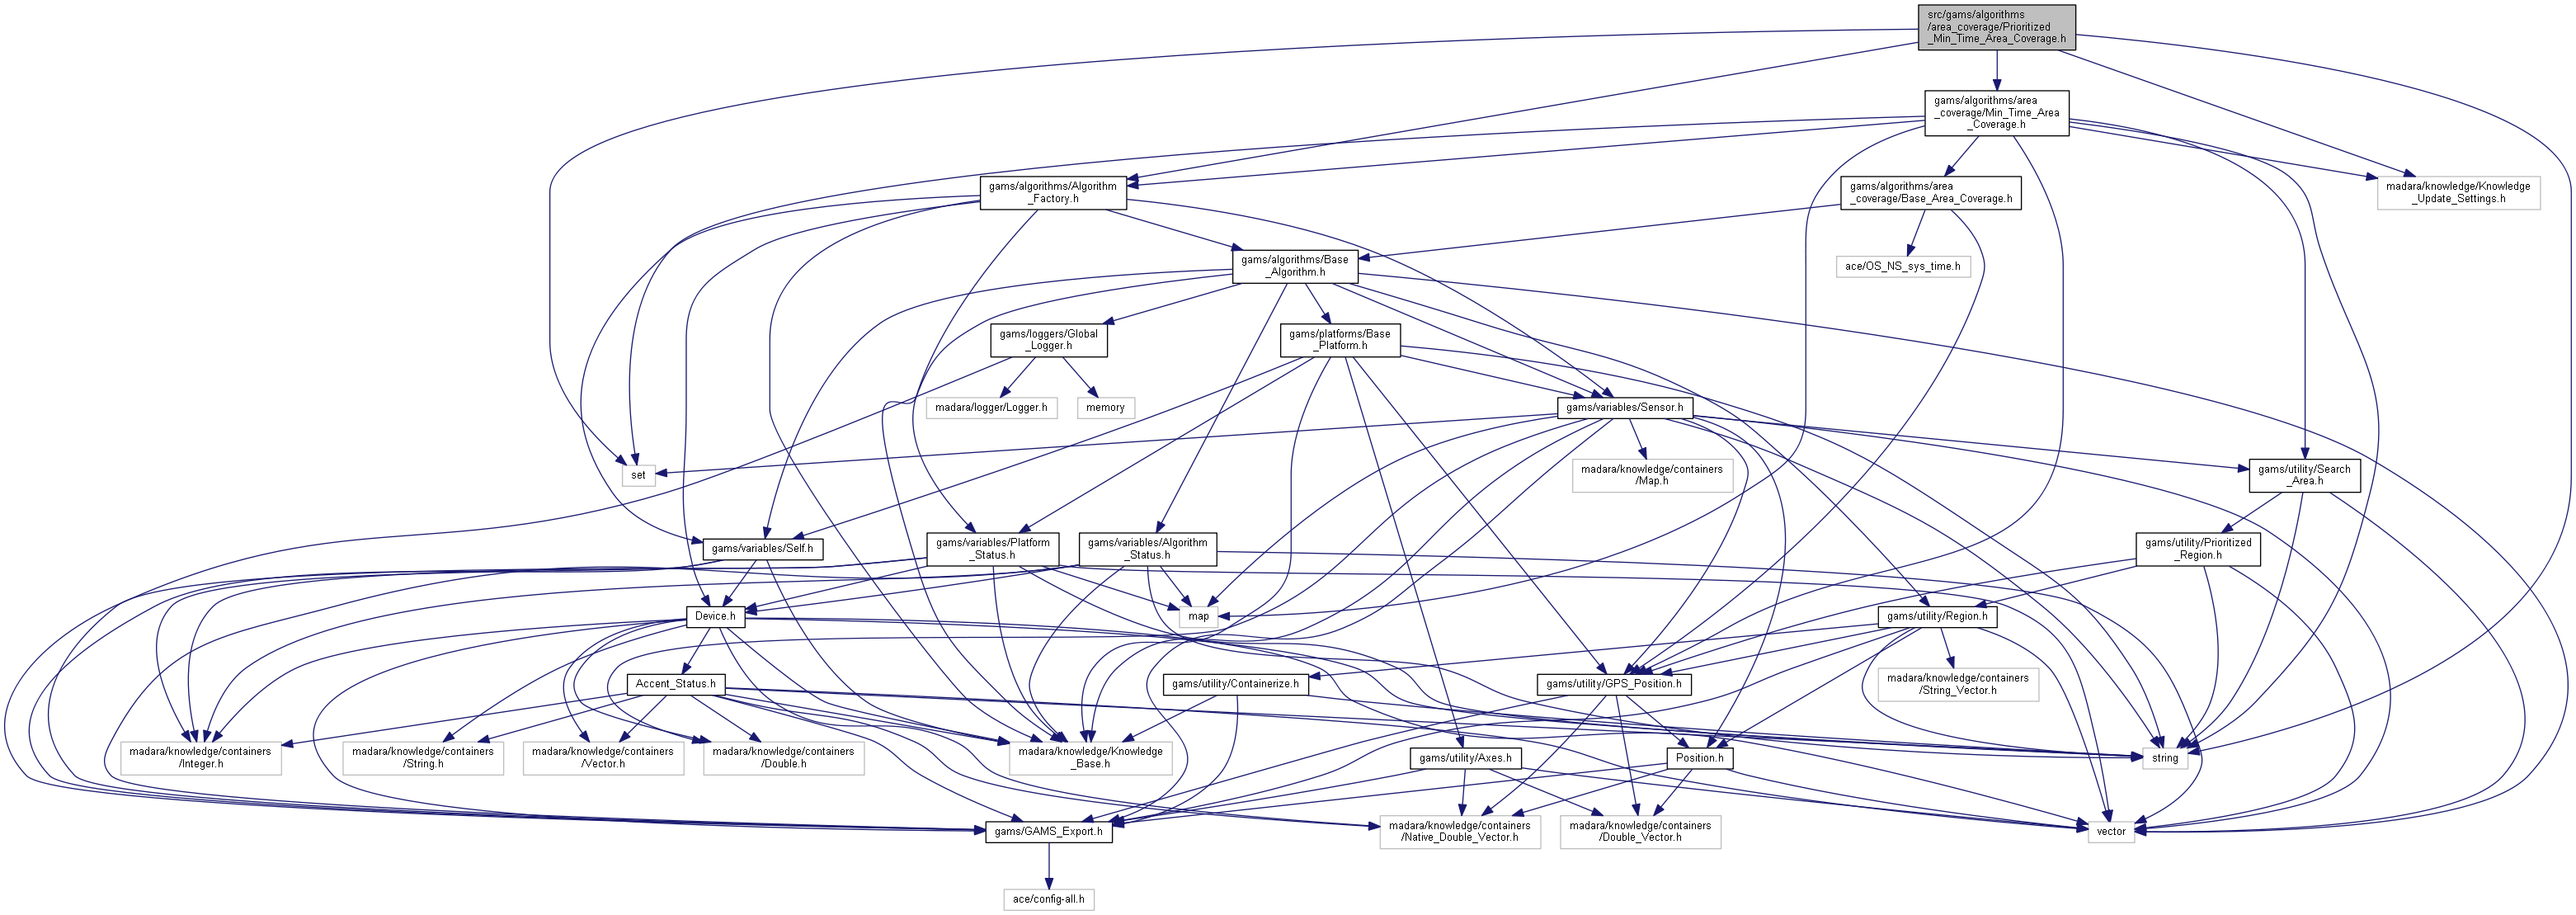 src/gams/algorithms
/area_coverage/Prioritized
_Min_Time_Area_Coverage.h
gams/algorithms/area
_coverage/Min_Time_Area
_Coverage.h
gams/algorithms/Algorithm
_Factory.h
gams/algorithms/area
_coverage/Base_Area_Coverage.h
madara/knowledge/Knowledge
_Update_Settings.h
gams/algorithms/Base
_Algorithm.h
ace/OS_NS_sys_time.h
gams/loggers/Global
_Logger.h
gams/platforms/Base
_Platform.h
madara/logger/Logger.h
memory
gams/variables/Sensor.h
set
madara/knowledge/containers
/Map.h
gams/utility/Search
_Area.h
gams/variables/Self.h
gams/variables/Platform
_Status.h
gams/variables/Algorithm
_Status.h
gams/utility/Prioritized
_Region.h
Device.h
map
gams/utility/Region.h
Accent_Status.h
gams/utility/Containerize.h
gams/utility/GPS_Position.h
madara/knowledge/containers
/String_Vector.h
madara/knowledge/containers
/Integer.h
madara/knowledge/containers
/String.h
madara/knowledge/containers
/Vector.h
madara/knowledge/containers
/Double.h
madara/knowledge/Knowledge
_Base.h
gams/utility/Axes.h
Position.h
string
gams/GAMS_Export.h
madara/knowledge/containers
/Native_Double_Vector.h
madara/knowledge/containers
/Double_Vector.h
vector
ace/config-all.h